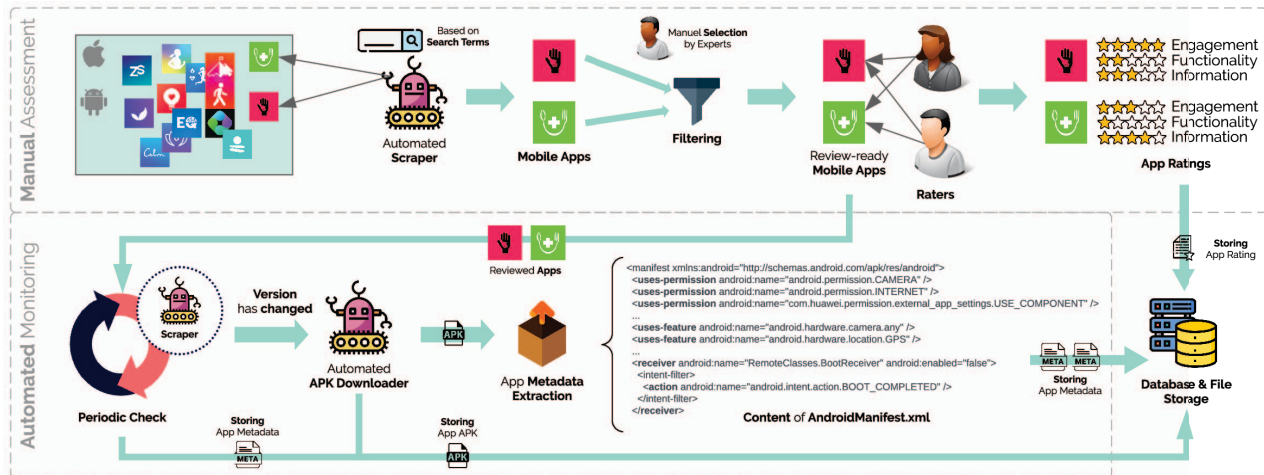 Manual Assessment
Based on
Search Terms
ZS
EQ
Calm
Automated
Scraper
Mobile Apps
Manuel Selection
by Experts
Filtering
Review-ready
Mobile Apps
Raters
Engagement
Functionality
Information
Engagement
Functionality
Information
App Ratings
Automated Monitoring
Scraper
Periodic Check
Version
has changed
Automated
APK Downloader
APK
Reviewed Apps
App Metadata
Extraction
<manifest xmlns:android="http://schemas.android.com/apk/res/android">
<uses-permission android:name="android.permission.CAMERA" />
<uses-permission android:name="android.permission.INTERNET" />
<uses-permission android:name="com.huawei.permission.external_app_settings.USE_COMPONENT" />
...
<uses-feature android:name="android.hardware.camera.any" />
<uses-feature android:name="android.hardware.location.GPS" />
...
<receiver android:name="RemoteClasses.BootReceiver" android:enabled="false">
<intent-filter>
<action android:name="android.intent.action.BOOT_COMPLETED" />
</intent-filter>
</receiver>
Content of AndroidManifest.xml
META META
Storing
App Metadata
Storing
App Rating
Database & File
Storage
Storing
App Metadata
META
Storing
App APK
APK